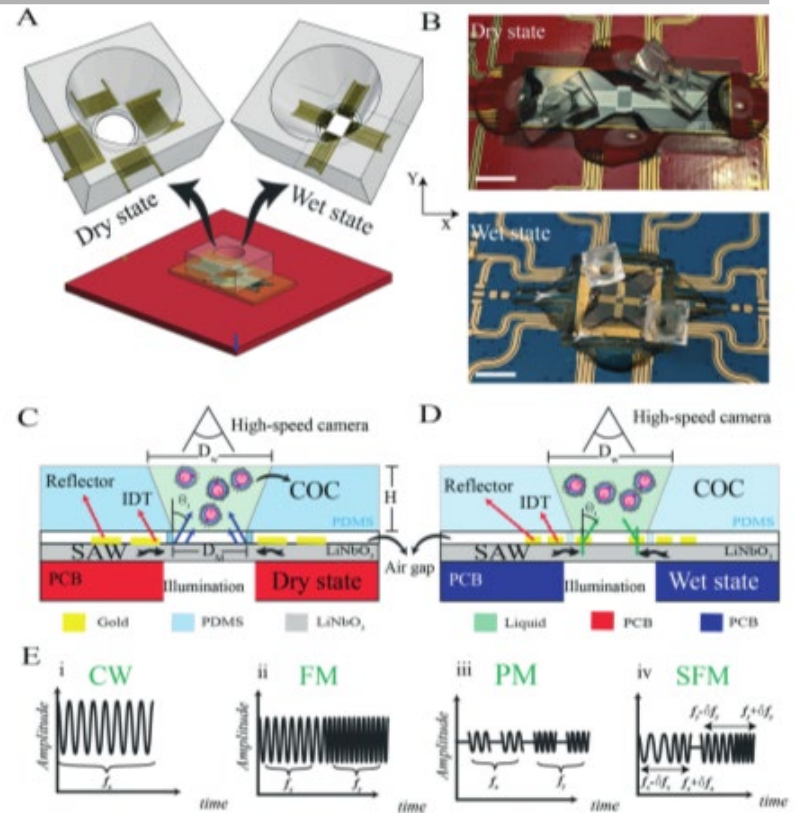 A
B
Dry state
Wet state
Dry state
Y
X
Wet state
C
D
High-speed camera
High-speed camera
D
D
Reflector
IDT
COC
H
PDMS
Reflector
IDT
COC
PDMS
SAW
LiNbO₃
SAW
LiNbO₃
PCB
Illumination
Dry state
Air gap
PCB
Illumination
Wet state
Gold
PDMS
LiNbO₃
Liquid
PCB
PCB
E
i
CW
ii
FM
iii
PM
iv
SFM
Amplitude
time
Amplitude
time
Amplitude
time
Amplitude
time